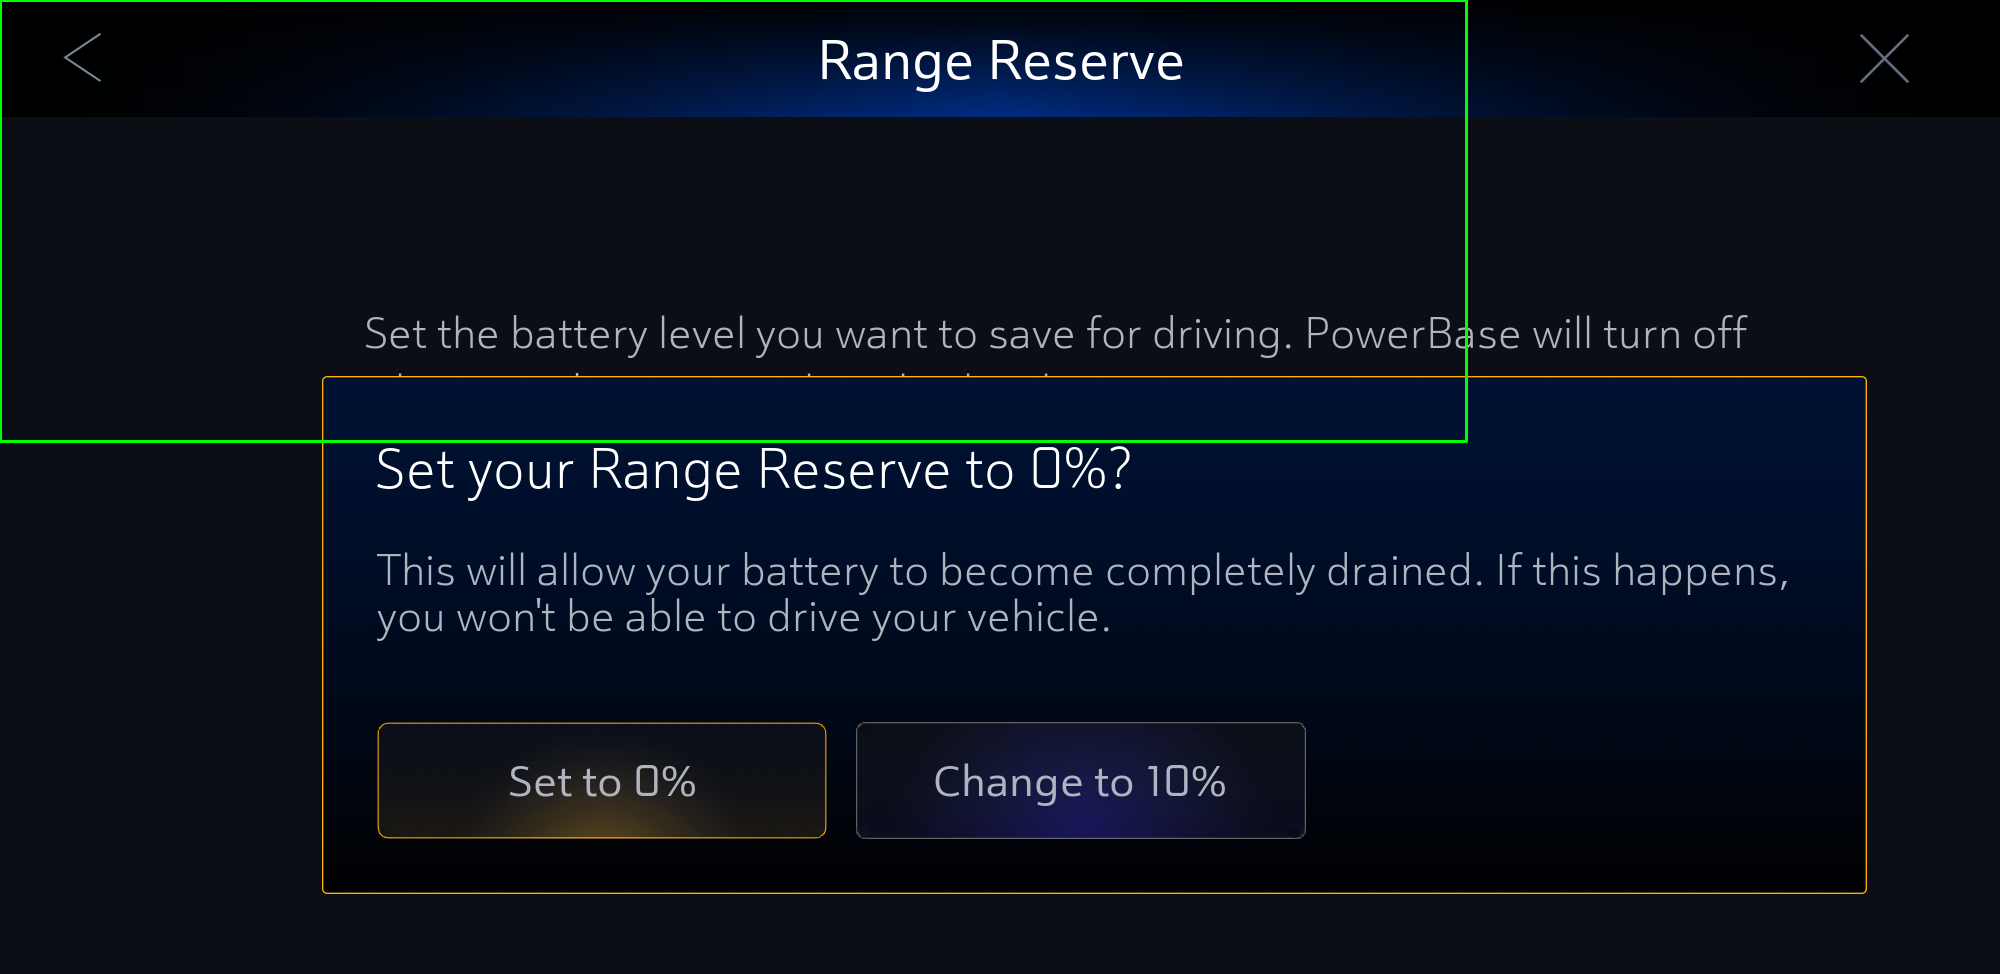 Range Reserve
Set the battery level you want to save for driving. PowerBase will turn off
Set your Range Reserve to 0%?
This will allow your battery to become completely drained. If this happens,
you won't be able to drive your vehicle.
Set to 0%
Change to 10%